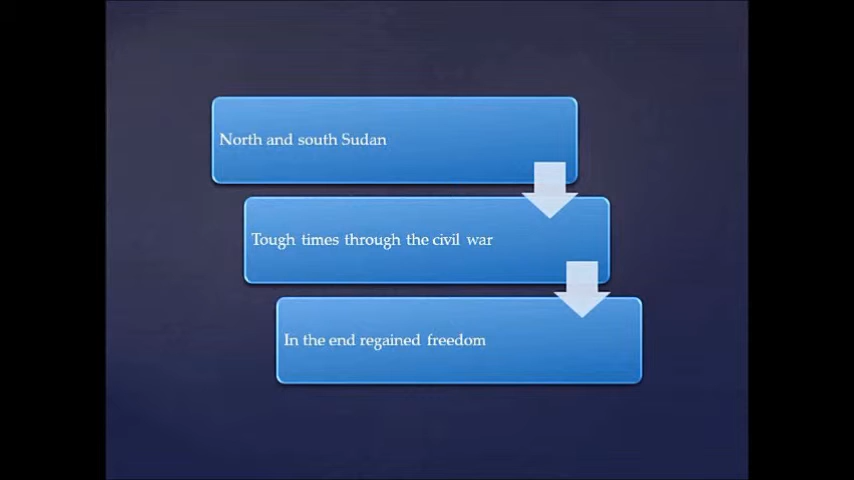 North and south Sudan
Tough times through the civil war
In the end regained freedom